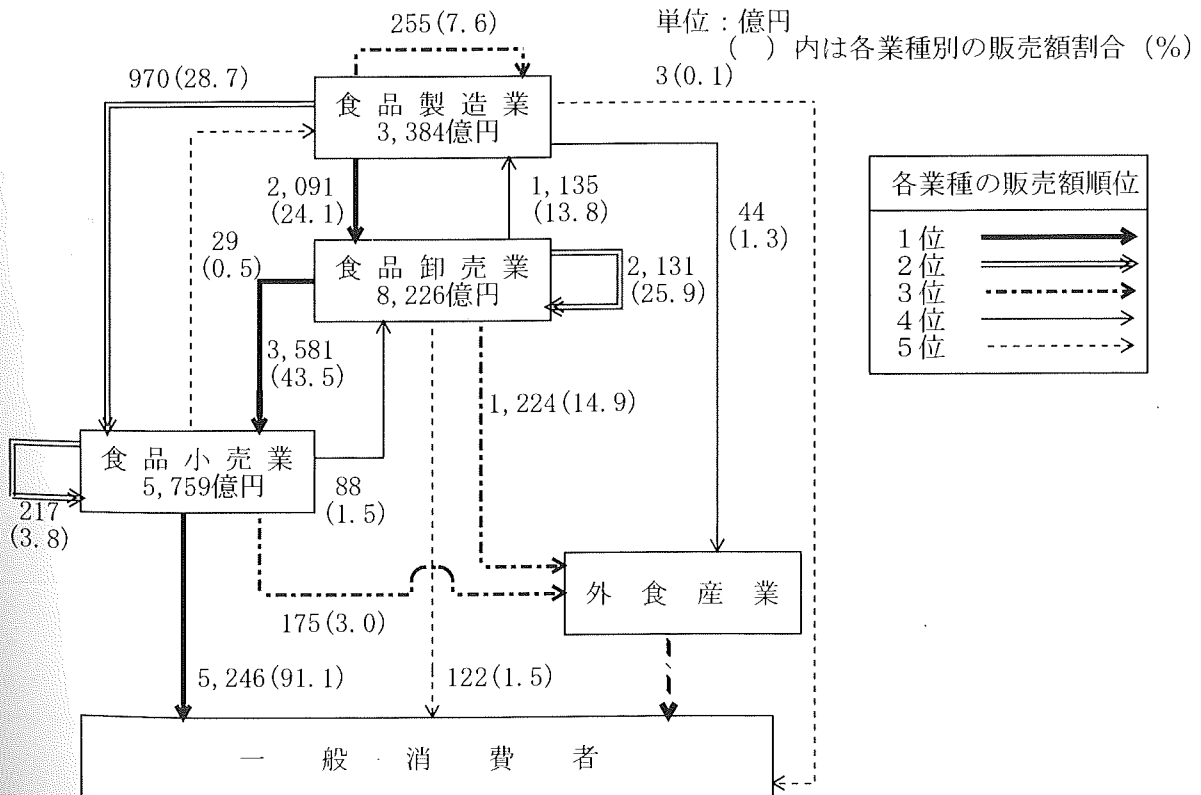 255(7.6)
単位：億円
（　）内は各業種別の販売額割合（%）
970(28.7)
3(0.1)
食品製造業
3,384億円
各業種の販売額順位
1位
2位
3位
4位
5位
2,091
(24.1)
1,135
(13.8)
44
(1.3)
29
(0.5)
食品卸売業
8,226億円
2,131
(25.9)
3,581
(43.5)
1,224(14.9)
食品小売業
5,759億円
88
(1.5)
217
(3.8)
外食産業
175(3.0)
5,246(91.1)
122(1.5)
一般消費者